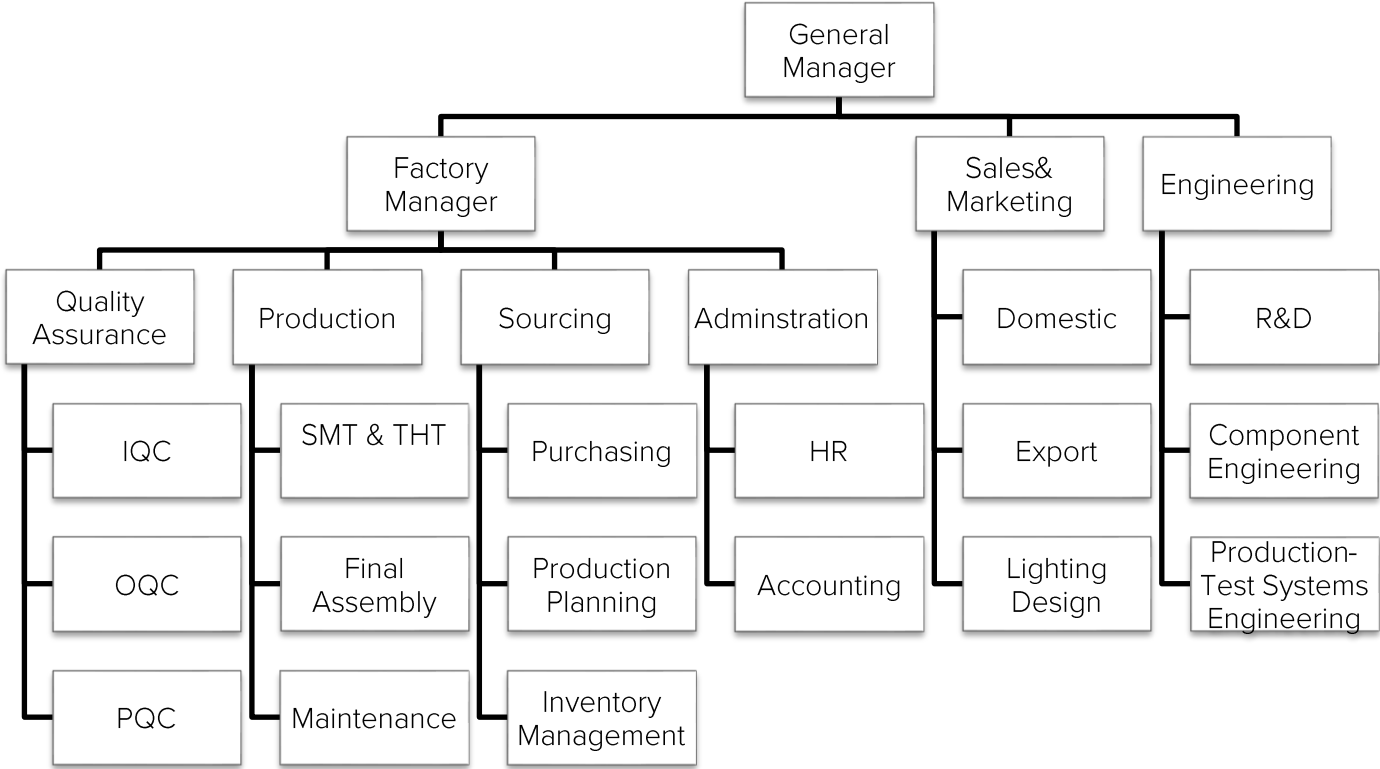 General
Manager
Factory
Manager
Sales&
Marketing
Engineering
Quality
Assurance
Production
Sourcing
Adminstration
Domestic
R&D
IQC
SMT & THT
Purchasing
HR
Export
Component
Engineering
OQC
Final
Assembly
Production
Planning
Accounting
Lighting
Design
Production-
Test Systems
Engineering
PQC
Maintenance
Inventory
Management